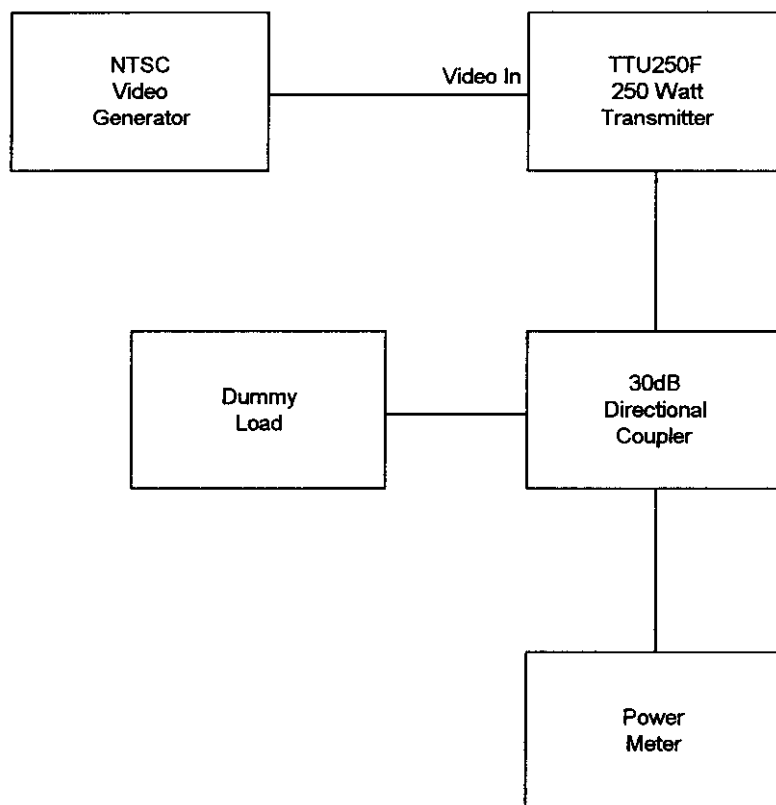 NTSC
Video
Generator
Video In
TTU250F
250 Watt
Transmitter
Dummy
Load
30dB
Directional
Coupler
Power
Meter